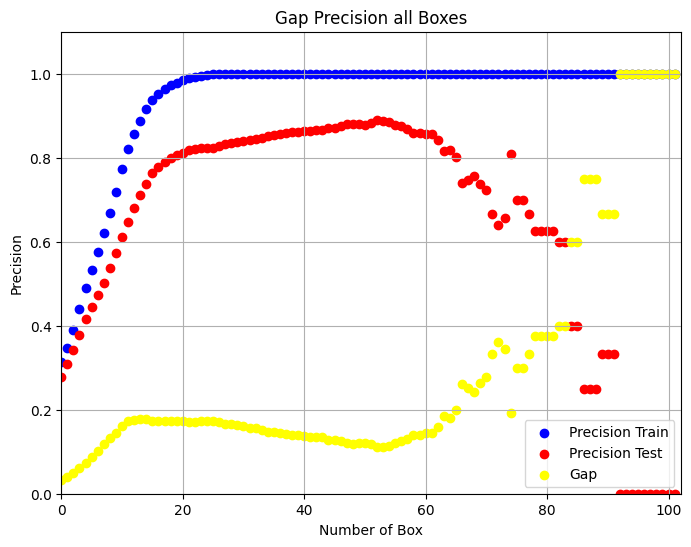 Gap Precision all Boxes
Precision
1.0
0.8
0.6
0.4
0.2
0.0
0
20
40
60
80
100
Number of Box
Precision Train
Precision Test
Gap